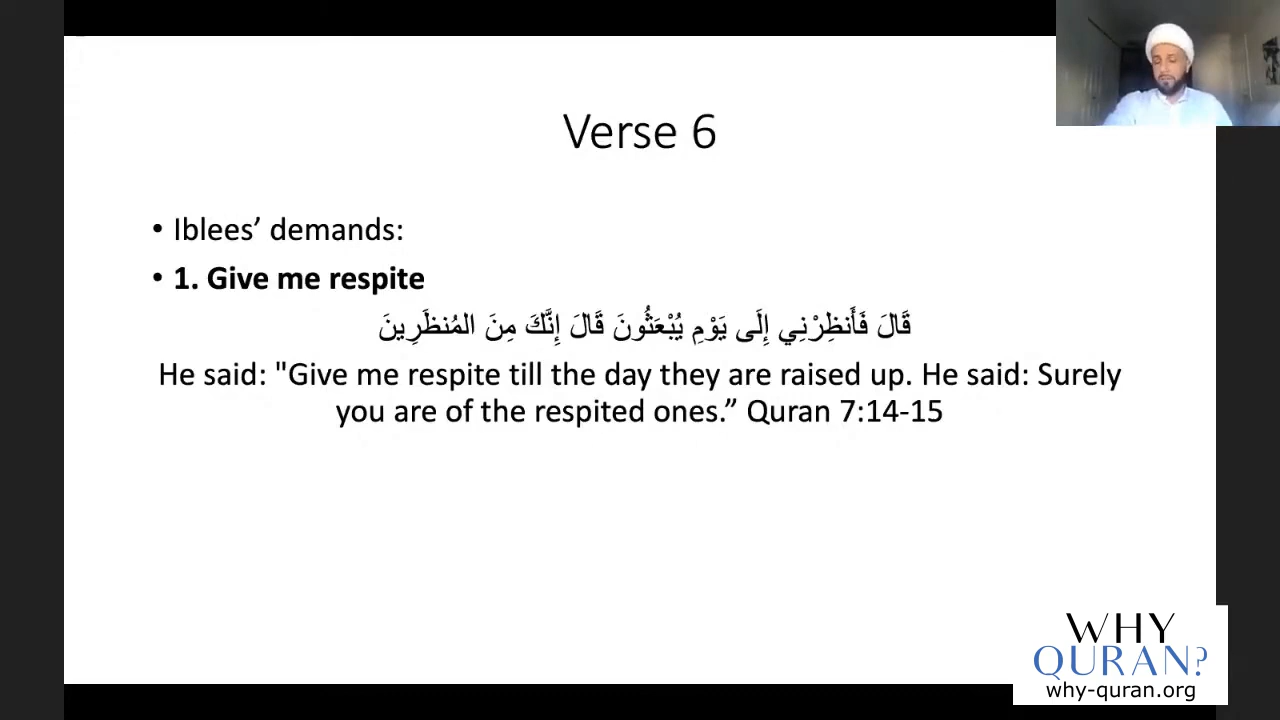 Verse 6
• Iblees’ demands:
• 1. Give me respite
قَالَ فَأَنظِرْنِي إِلَى يَوْمِ يُبْعَثُونَ قَالَ إِنَّكَ مِنَ المُنظَرِينَ
He said: "Give me respite till the day they are raised up. He said: Surely
you are of the respited ones.” Quran 7:14-15
WHY
QURAN?
why-quran.org